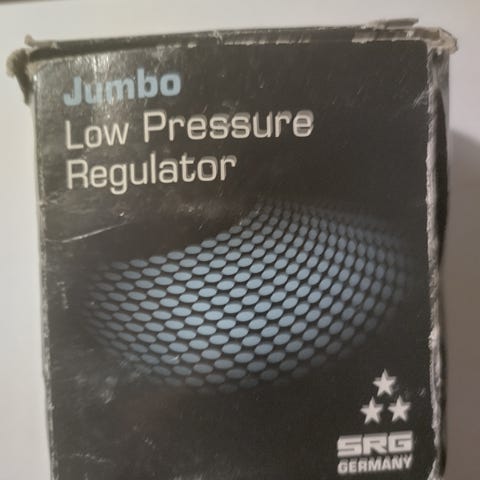 Jumbo
Low Pressure
Regulator
SRG
GERMANY